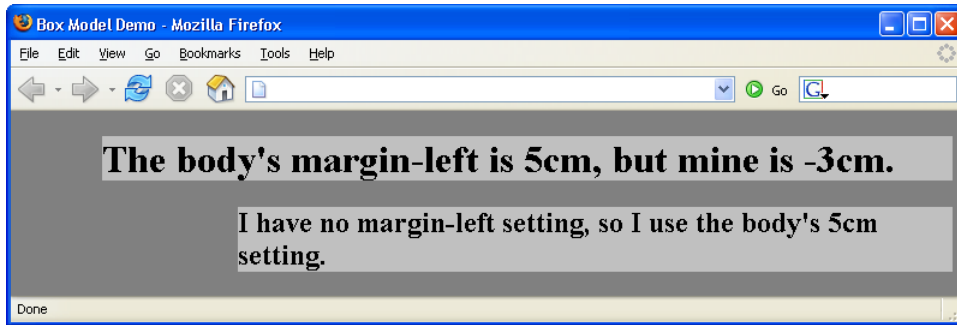 Box Model Demo - Mozilla Firefox
File Edit View Go Bookmarks Tools Help
Go G
The body's margin-left is 5cm, but mine is -3cm.
I have no margin-left setting, so I use the body's 5cm
setting.
Done